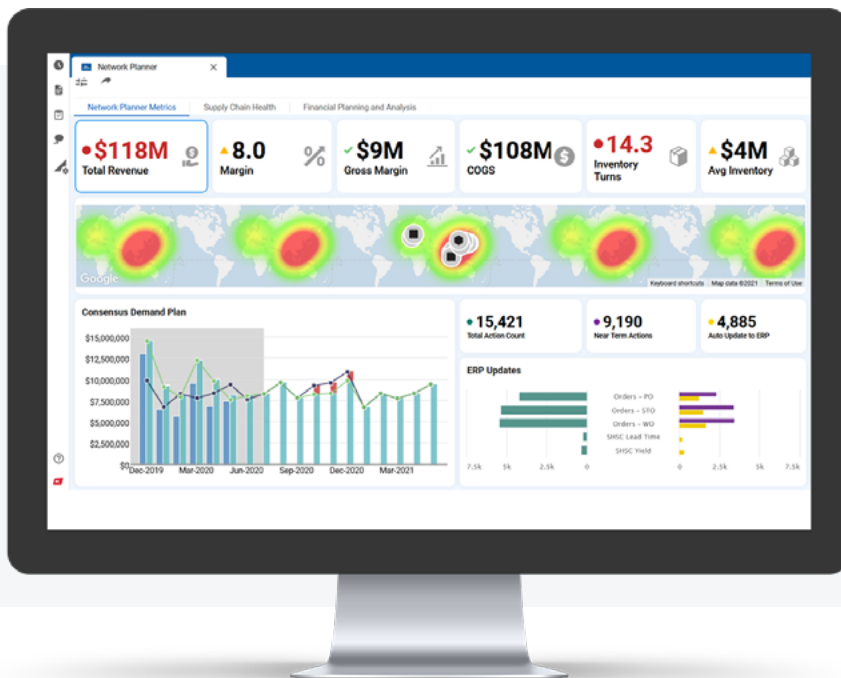 Network Planner X
Network Planner Metrics Supply Chain Health Financial Planning and Analysis
$118M
Total Revenue
8.0
Margin
$9M
Gross Margin
$108M
COGS
14.3
Inventory
Turns
$4M
Avg Inventory
Google
Keyboard shortcuts Map data ©2021 Terms of Use
Consensus Demand Plan
$15,000,000
$12,500,000
$10,000,000
$7,500,000
$5,000,000
$2,500,000
$0
Dec-2019 Mar-2020 Jun-2020 Sep-2020 Dec-2020 Mar-2021
15,421
Total Action Count
9,190
Near Term Actions
4,885
Auto Update to ERP
ERP Updates
Orders - PO
Orders - STO
Orders - WO
SHSC Lead Time
SHSC Yield
7.5k 5k 2.5k 0 0 2.5k 5k 7.5k